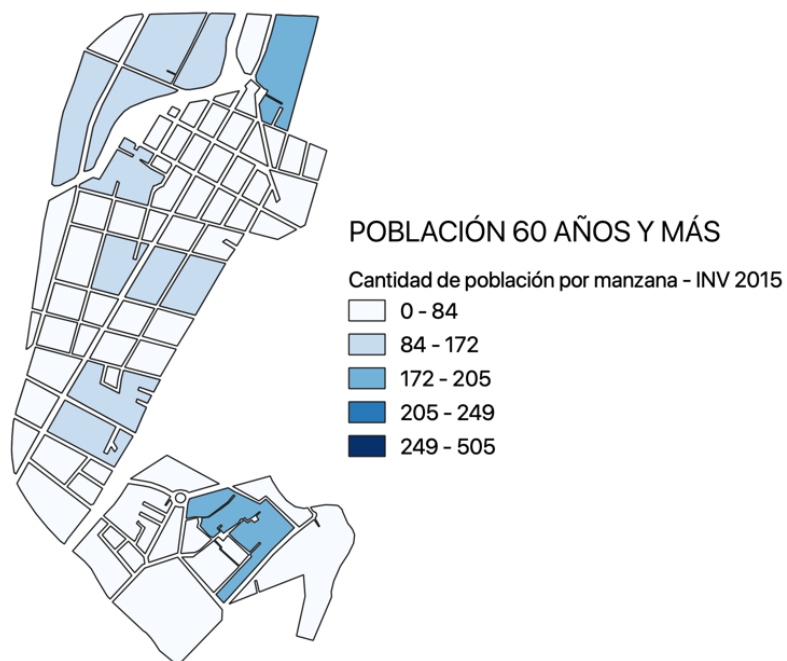 POBLACIÓN 60 AÑOS Y MÁS
Cantidad de población por manzana - INV 2015
0 - 84
84 - 172
172 - 205
205 - 249
249 - 505